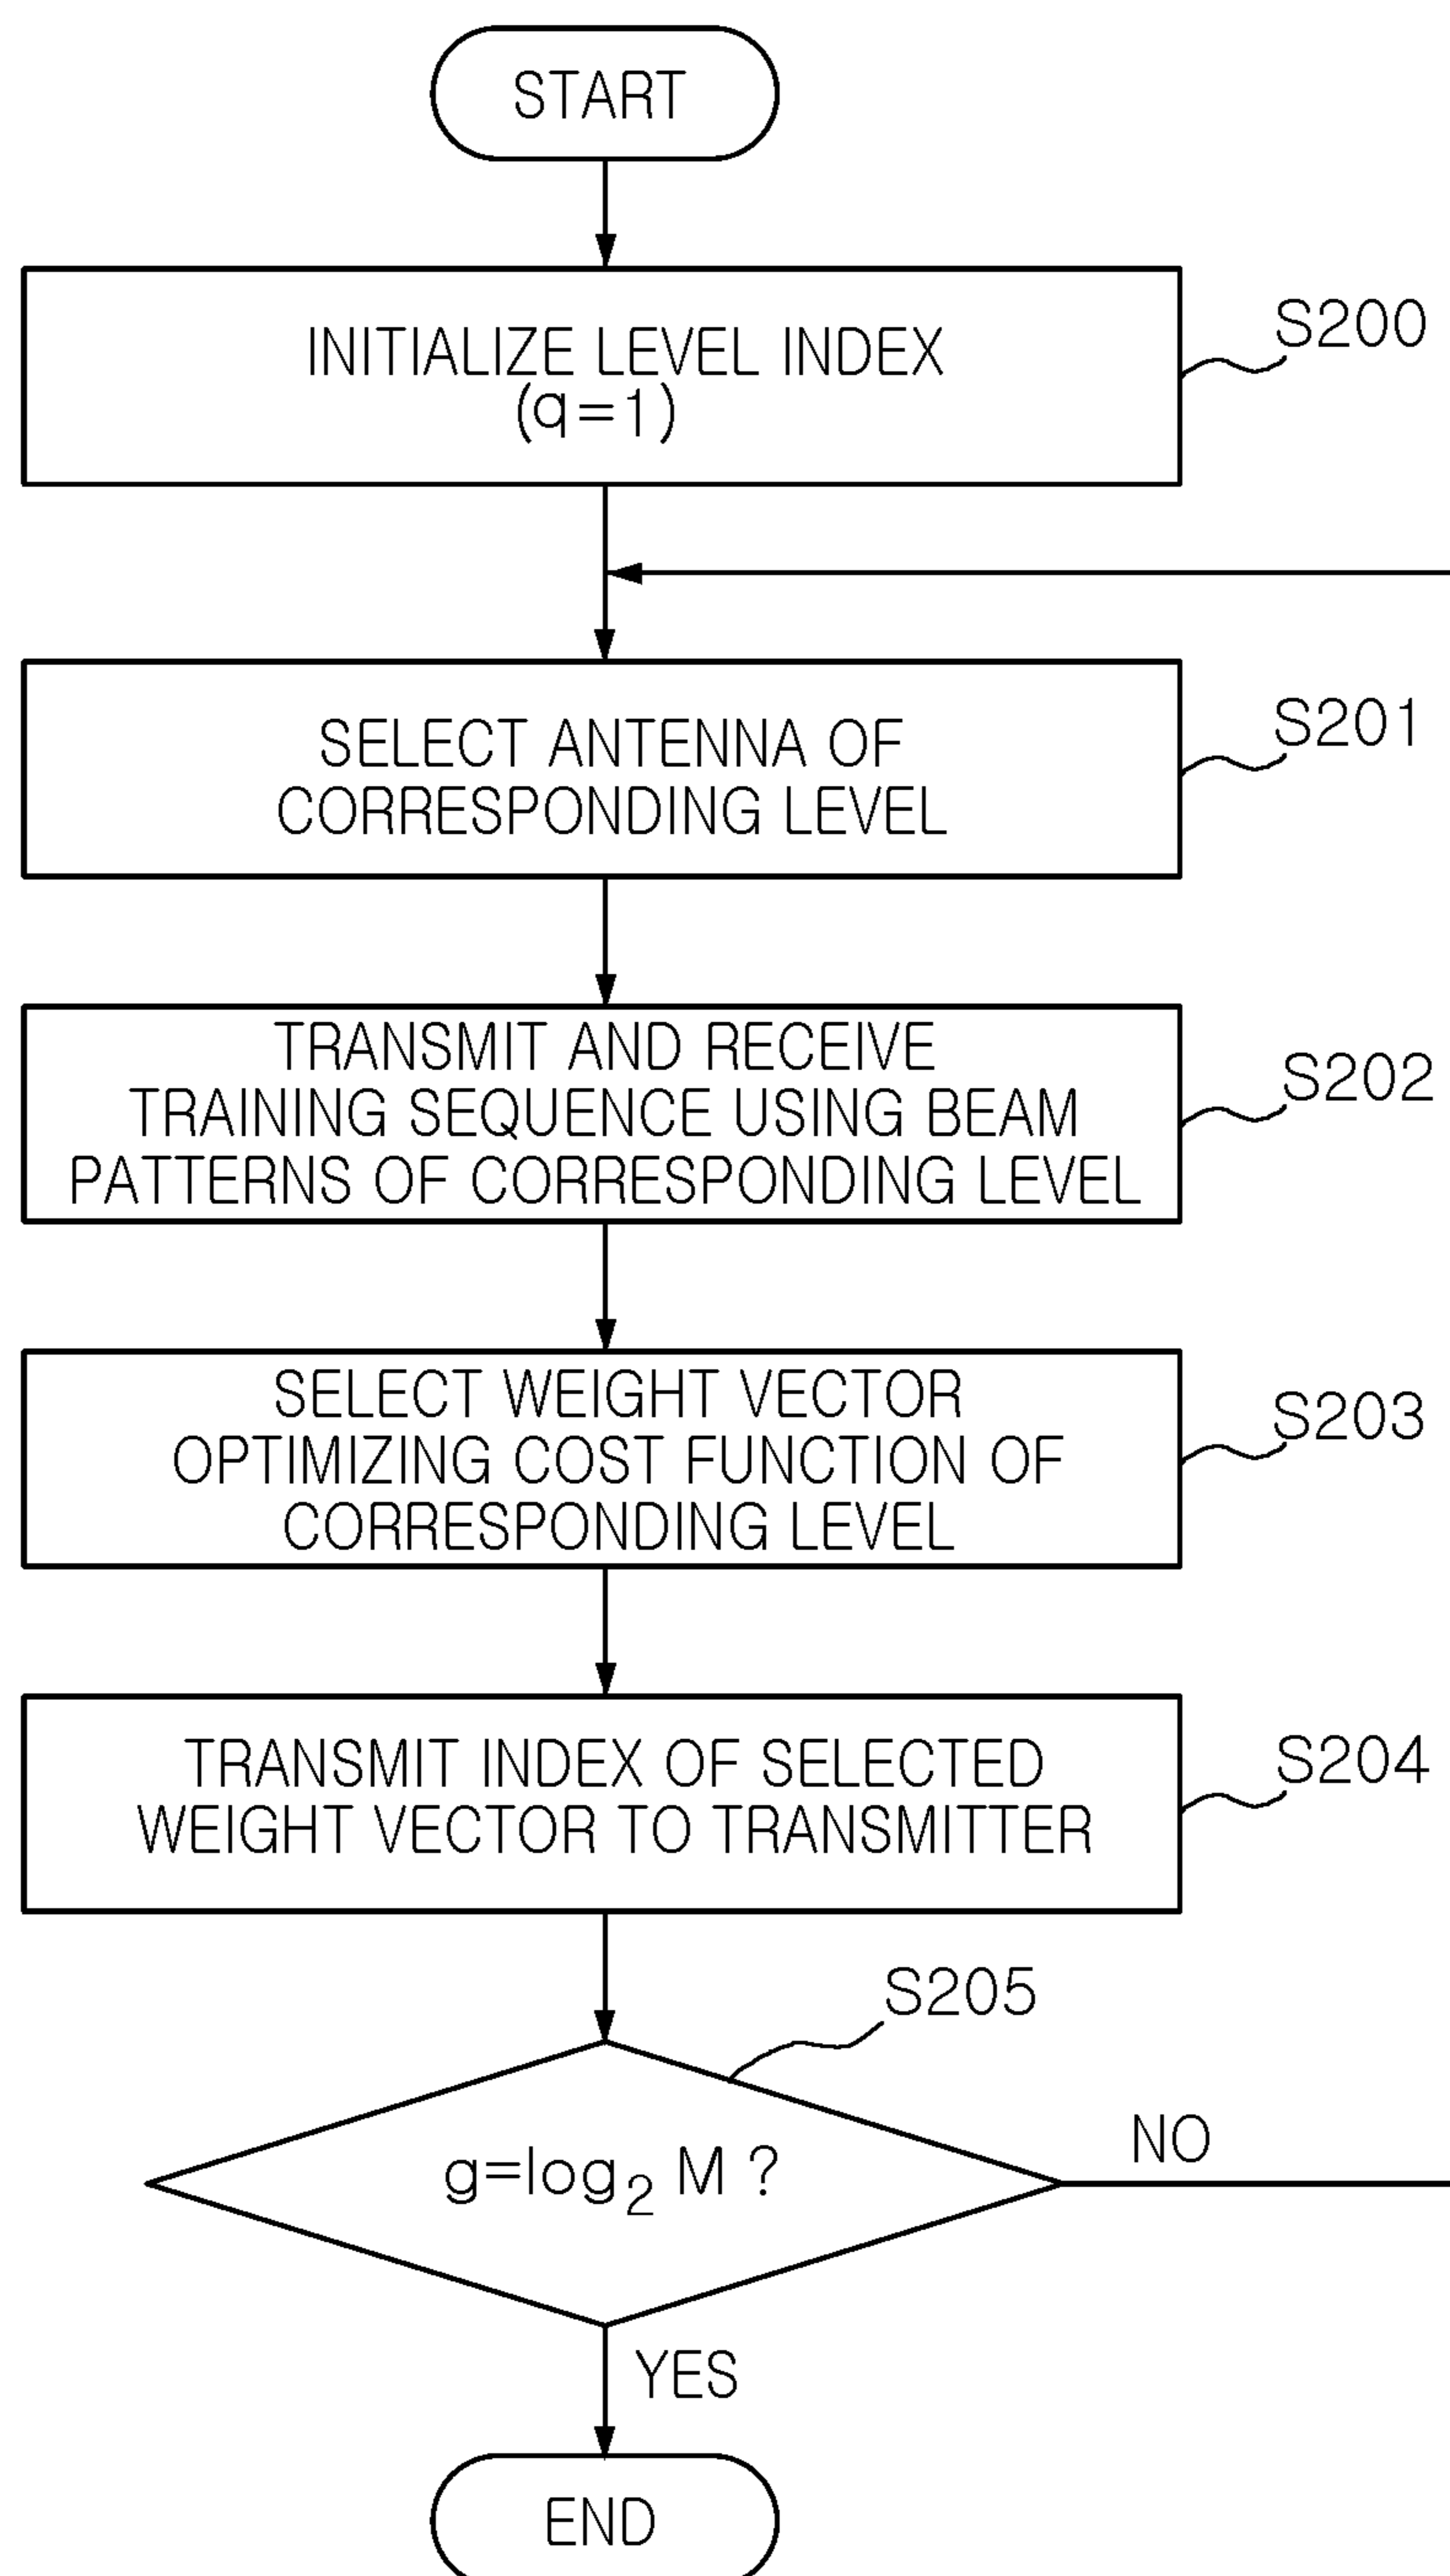 START
INITIALIZE LEVEL INDEX
(q=1)
S200
SELECT ANTENNA OF
CORRESPONDING LEVEL
S201
TRANSMIT AND RECEIVE
TRAINING SEQUENCE USING BEAM
PATTERNS OF CORRESPONDING LEVEL
S202
SELECT WEIGHT VECTOR
OPTIMIZING COST FUNCTION OF
CORRESPONDING LEVEL
S203
TRANSMIT INDEX OF SELECTED
WEIGHT VECTOR TO TRANSMITTER
S204
S205
g=log₂ M ?
NO
YES
END